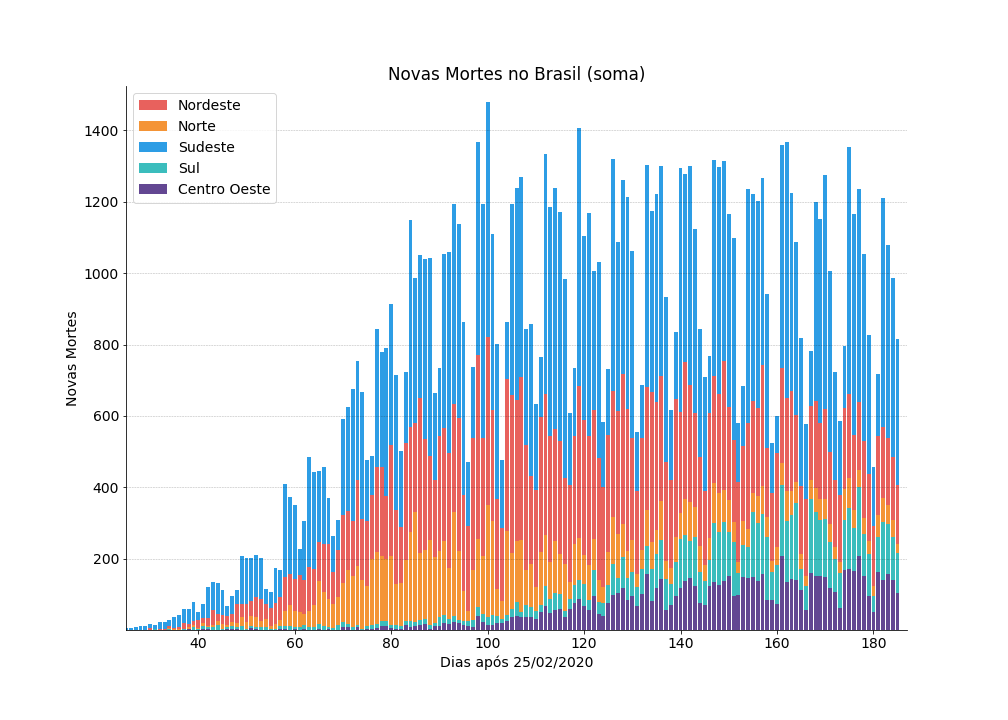 Novas Mortes no Brasil (soma)
Nordeste
Norte
Sudeste
Sul
Centro Oeste
1400
1200
1000
800
600
400
200
Novas Mortes
40 60 80 100 120 140 160 180
Dias após 25/02/2020